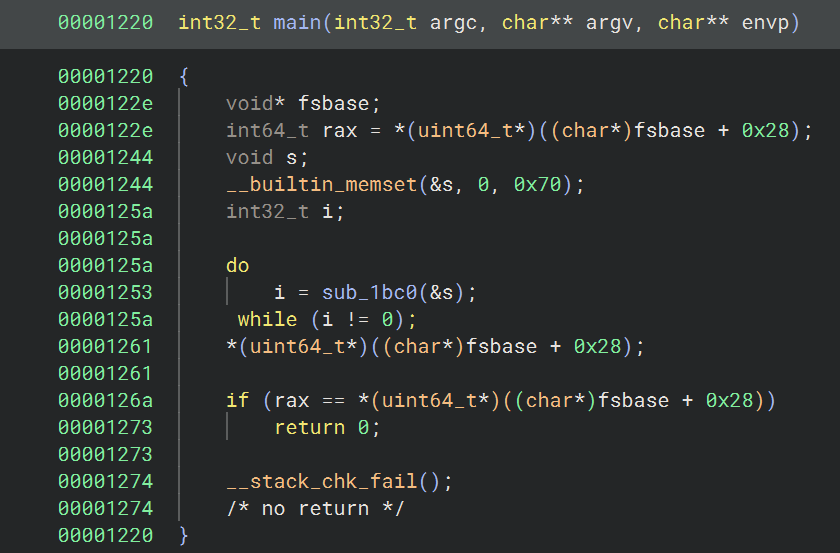 00001220 int32_t main(int32_t argc, char** argv, char** envp)
00001220 {
0000122e void* fsbase;
0000122e int64_t rax = *(uint64_t*)((char*)fsbase + 0x28);
00001244 void s;
00001244 __builtin_memset(&s, 0, 0x70);
0000125a int32_t i;
0000125a
0000125a do
00001253 i = sub_1bc0(&s);
0000125a while (i != 0);
00001261 *(uint64_t*)((char*)fsbase + 0x28);
00001261
0000126a if (rax == *(uint64_t*)((char*)fsbase + 0x28))
00001273 return 0;
00001273
00001274 __stack_chk_fail();
00001274 /* no return */
00001220 }